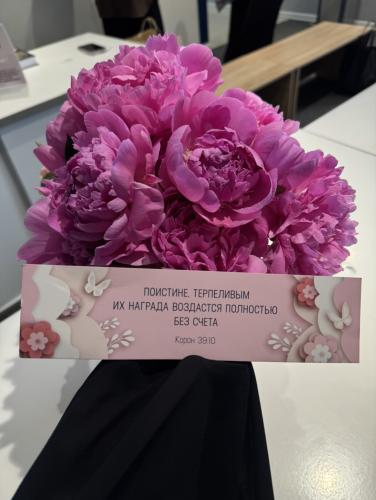 ПОИСТИНЕ, ТЕРПЕЛИВЫМ
ИХ НАГРАДА ВОЗДАСТСЯ ПОЛНОСТЬЮ
БЕЗ СЧЕТА
Коран 39:10